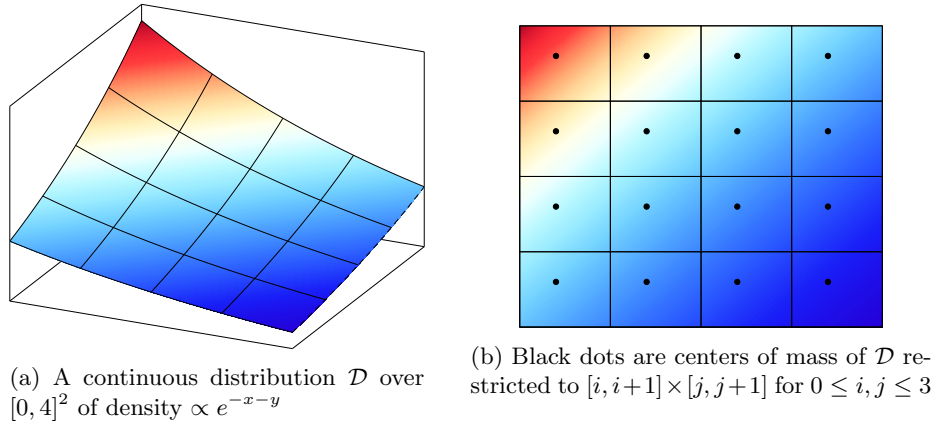 (a) A continuous distribution 𝒟 over
[0, 4]² of density ∝ e^{−x−y}
(b) Black dots are centers of mass of 𝒟 re-
stricted to [i, i+1]×[j, j+1] for 0 ≤ i, j ≤ 3